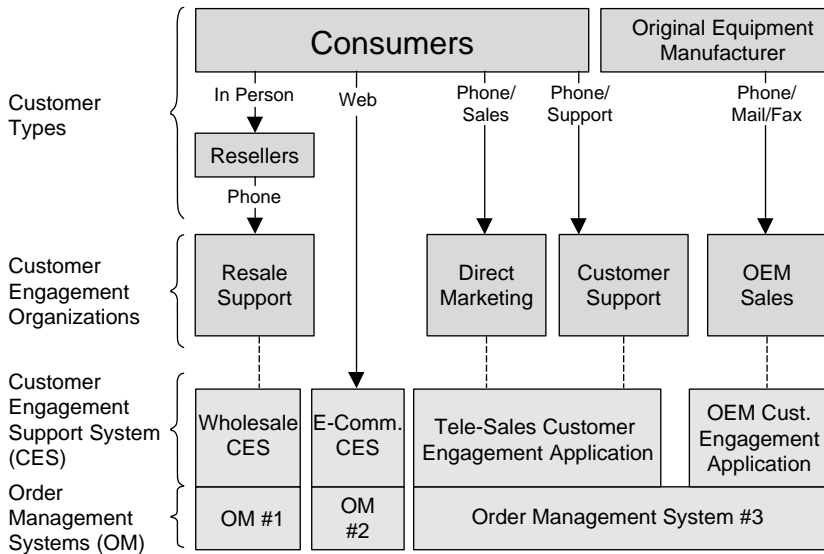 Consumers
Original Equipment
Manufacturer
Customer
Types
In Person
Web
Phone/
Sales
Phone/
Support
Phone/
Mail/Fax
Resellers
Phone
Customer
Engagement
Organizations
Resale
Support
Direct
Marketing
Customer
Support
OEM
Sales
Customer
Engagement
Support System
(CES)
Wholesale
CES
E-Comm.
CES
Tele-Sales Customer
Engagement Application
OEM Cust.
Engagement
Application
Order
Management
Systems (OM)
OM #1
OM
#2
Order Management System #3